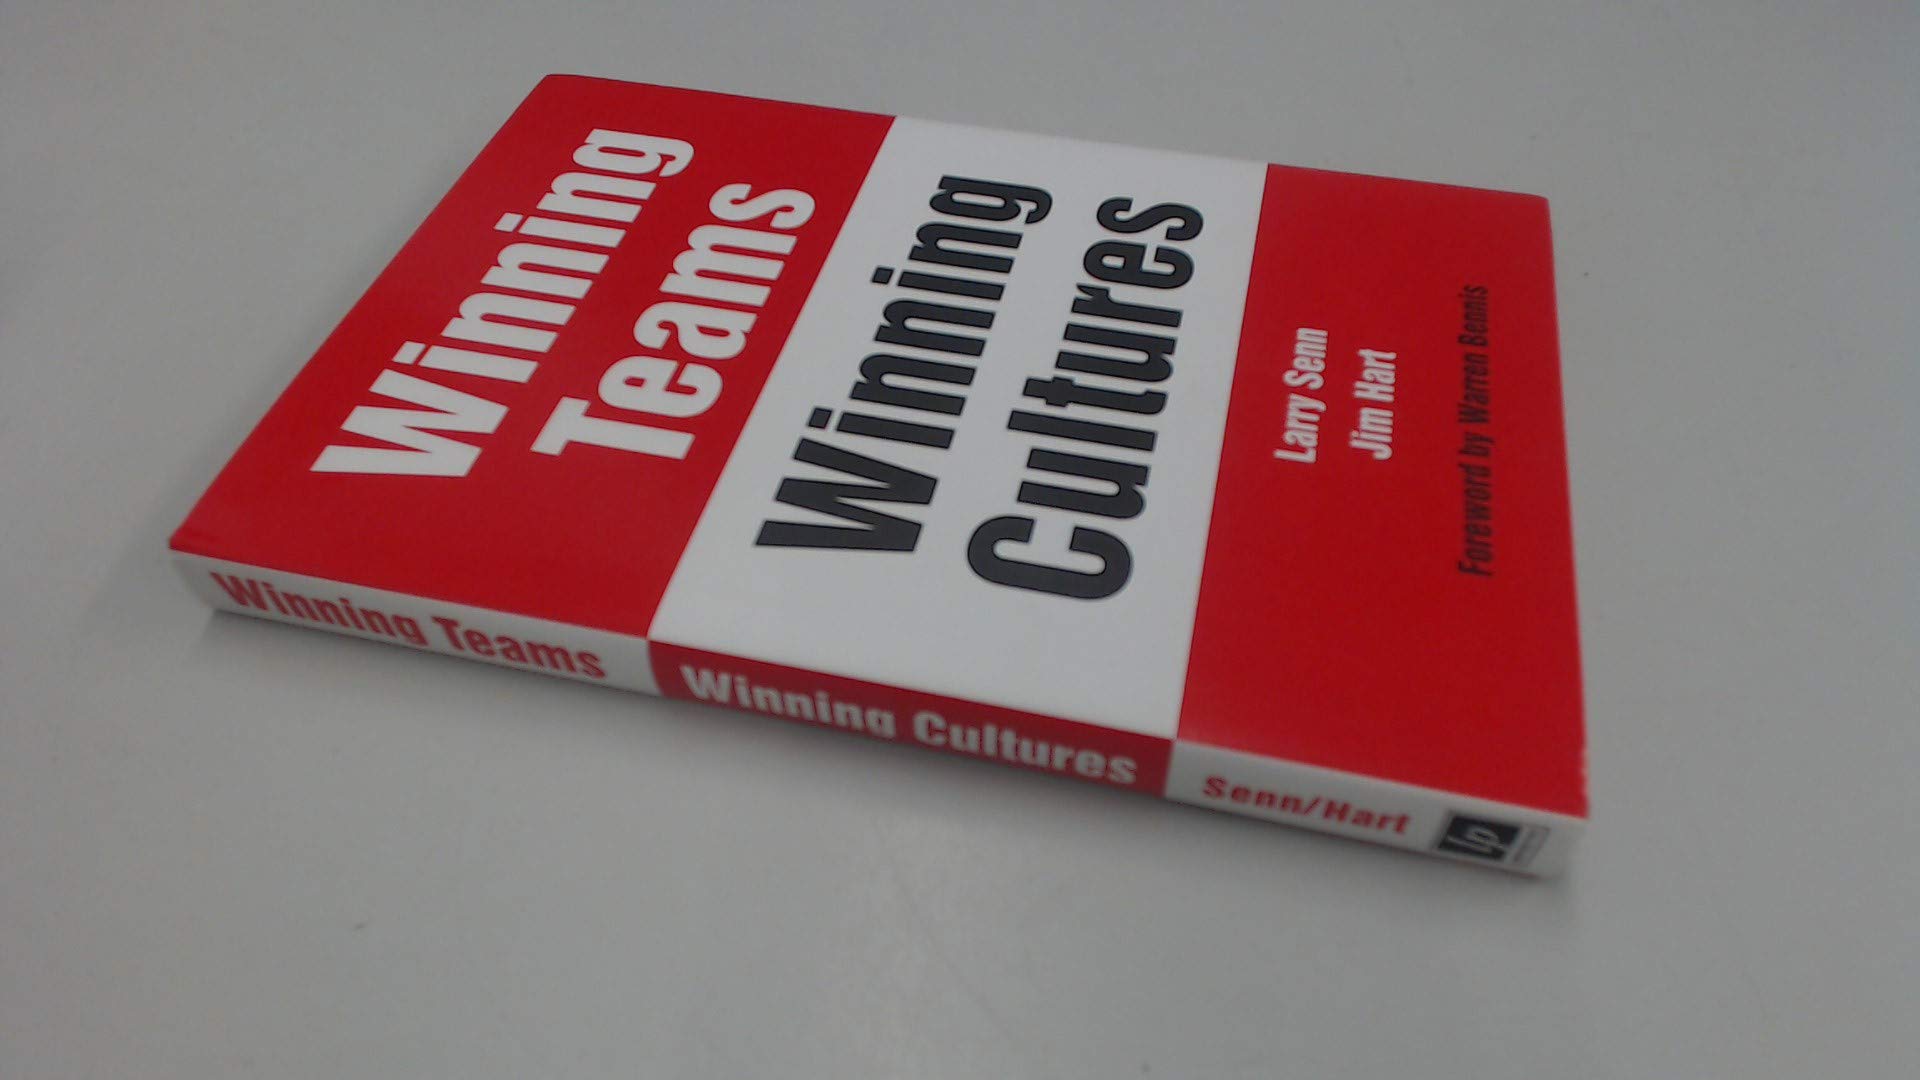 Winning
Teams
Winning
Cultures
Larry Senn
Jim Hart
Foreword by Warren Bennis
Winning Teams
Winning Cultures
Senn/Hart